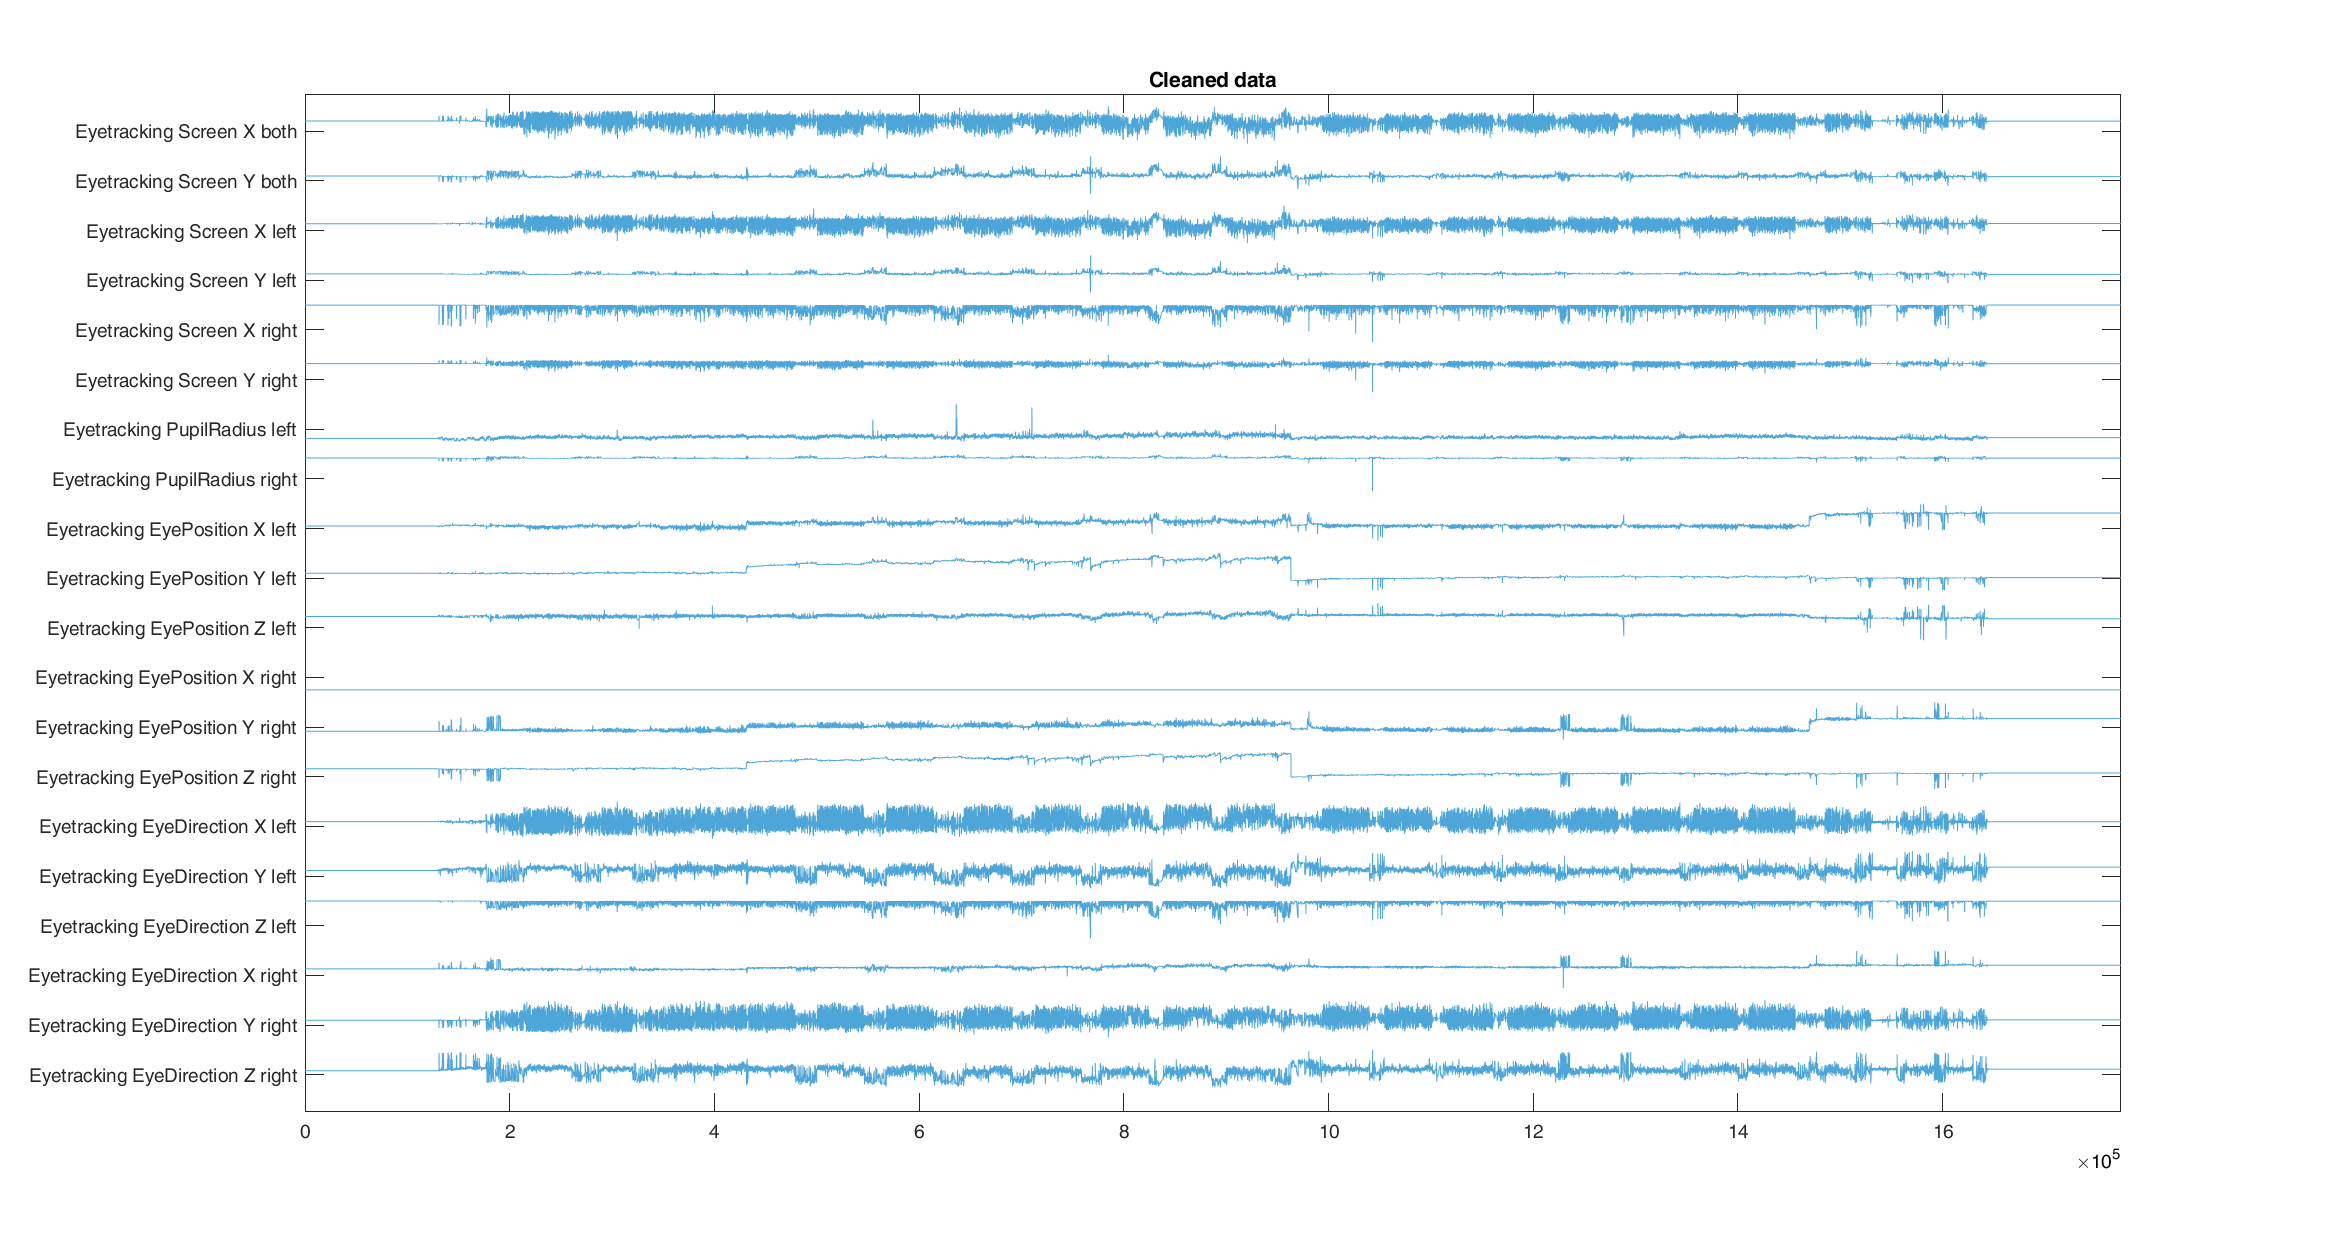 Cleaned data
Eyetracking Screen X both
Eyetracking Screen Y both
Eyetracking Screen X left
Eyetracking Screen Y left
Eyetracking Screen X right
Eyetracking Screen Y right
Eyetracking PupilRadius left
Eyetracking PupilRadius right
Eyetracking EyePosition X left
Eyetracking EyePosition Y left
Eyetracking EyePosition Z left
Eyetracking EyePosition X right
Eyetracking EyePosition Y right
Eyetracking EyePosition Z right
Eyetracking EyeDirection X left
Eyetracking EyeDirection Y left
Eyetracking EyeDirection Z left
Eyetracking EyeDirection X right
Eyetracking EyeDirection Y right
Eyetracking EyeDirection Z right
0 2 4 6 8 10 12 14 16
×10⁵